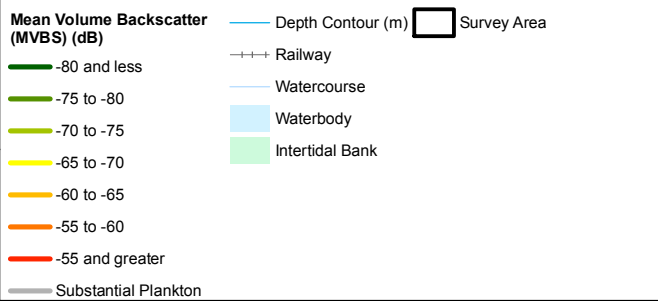 Mean Volume Backscatter
(MVBS) (dB)
-80 and less
-75 to -80
-70 to -75
-65 to -70
-60 to -65
-55 to -60
-55 and greater
Substantial Plankton
Depth Contour (m)
Railway
Watercourse
Waterbody
Intertidal Bank
Survey Area